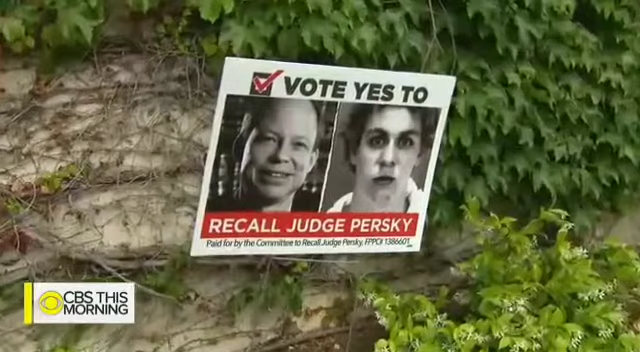 VOTE YES TO
RECALL JUDGE PERSKY
Paid for by the Committee to Recall Judge Persky, FPPC# 1386601
CBS THIS
MORNING